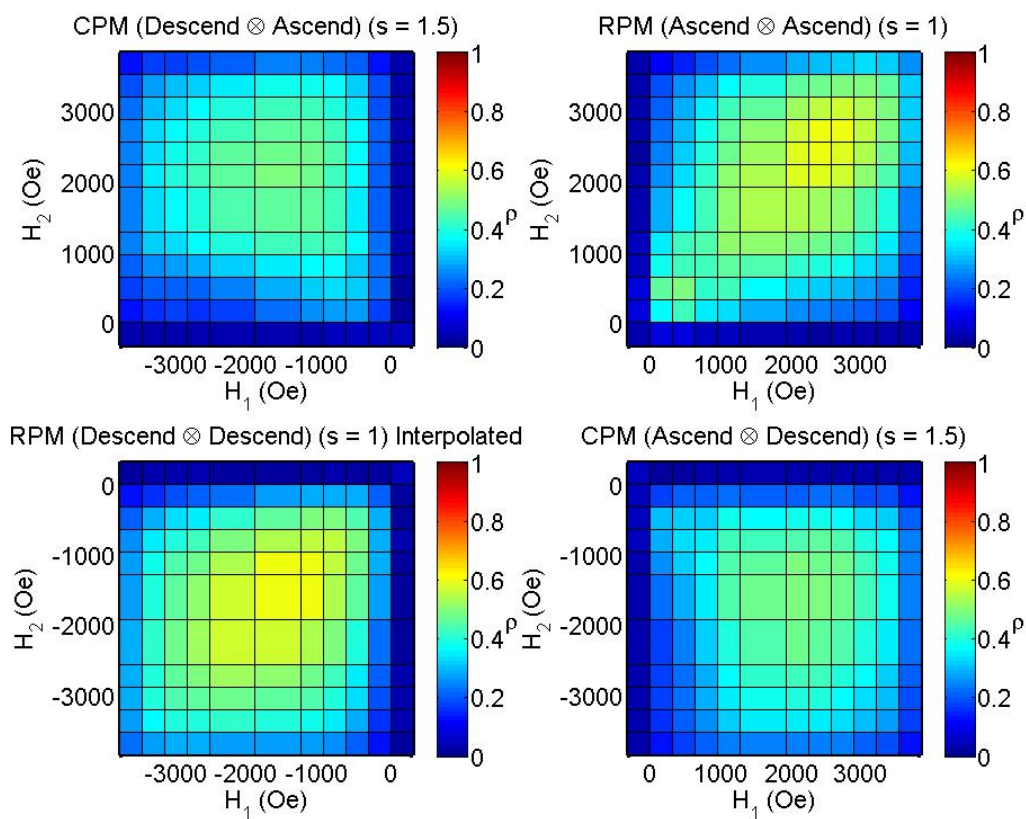 CPM (Descend ⊗ Ascend) (s = 1.5)
3000
2000
1000
0
H2 (Oe)
-3000 -2000 -1000 0
H1 (Oe)
1
0.8
0.6
0.4
0.2
0
ρ
RPM (Ascend ⊗ Ascend) (s = 1)
3000
2000
1000
0
H2 (Oe)
0 1000 2000 3000
H1 (Oe)
1
0.8
0.6
0.4
0.2
0
ρ
RPM (Descend ⊗ Descend) (s = 1) Interpolated
0
-1000
-2000
-3000
H2 (Oe)
-3000 -2000 -1000 0
H1 (Oe)
1
0.8
0.6
0.4
0.2
0
ρ
CPM (Ascend ⊗ Descend) (s = 1.5)
0
-1000
-2000
-3000
H2 (Oe)
0 1000 2000 3000
H1 (Oe)
1
0.8
0.6
0.4
0.2
0
ρ